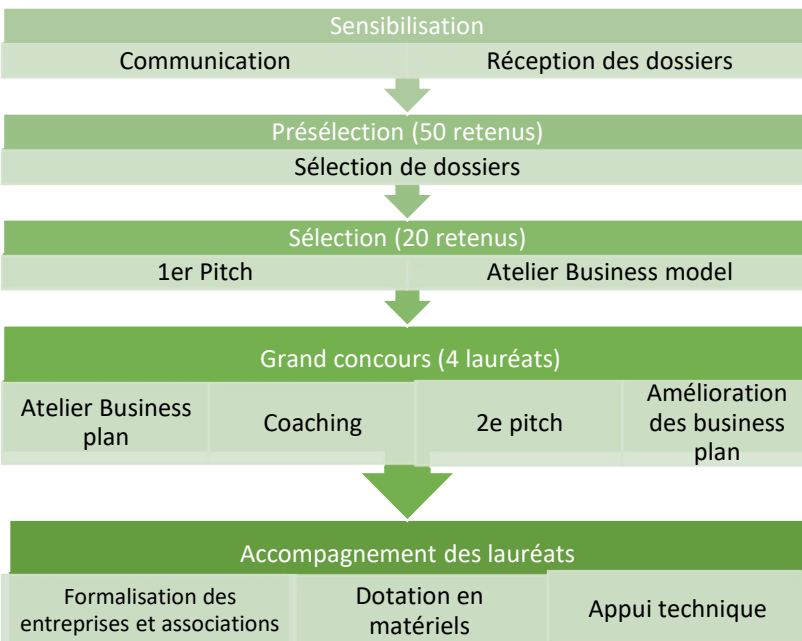 Sensibilisation
Communication
Réception des dossiers
Présélection (50 retenus)
Sélection de dossiers
Sélection (20 retenus)
1er Pitch
Atelier Business model
Grand concours (4 lauréats)
Atelier Business
plan
Coaching
2e pitch
Amélioration
des business
plan
Accompagnement des lauréats
Formalisation des
entreprises et associations
Dotation en
matériels
Appui technique